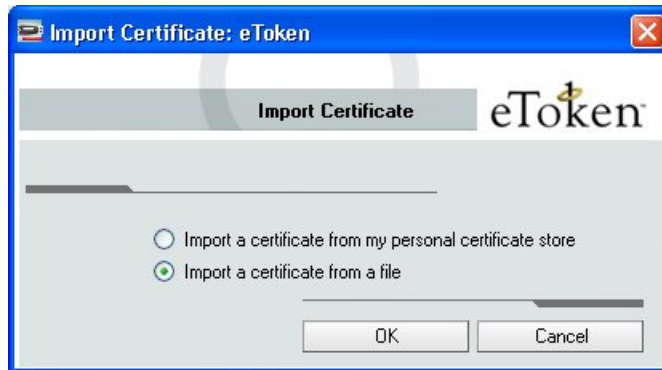 Import Certificate: eToken
Import Certificate
eToken
Import a certificate from my personal certificate store
Import a certificate from a file
OK
Cancel